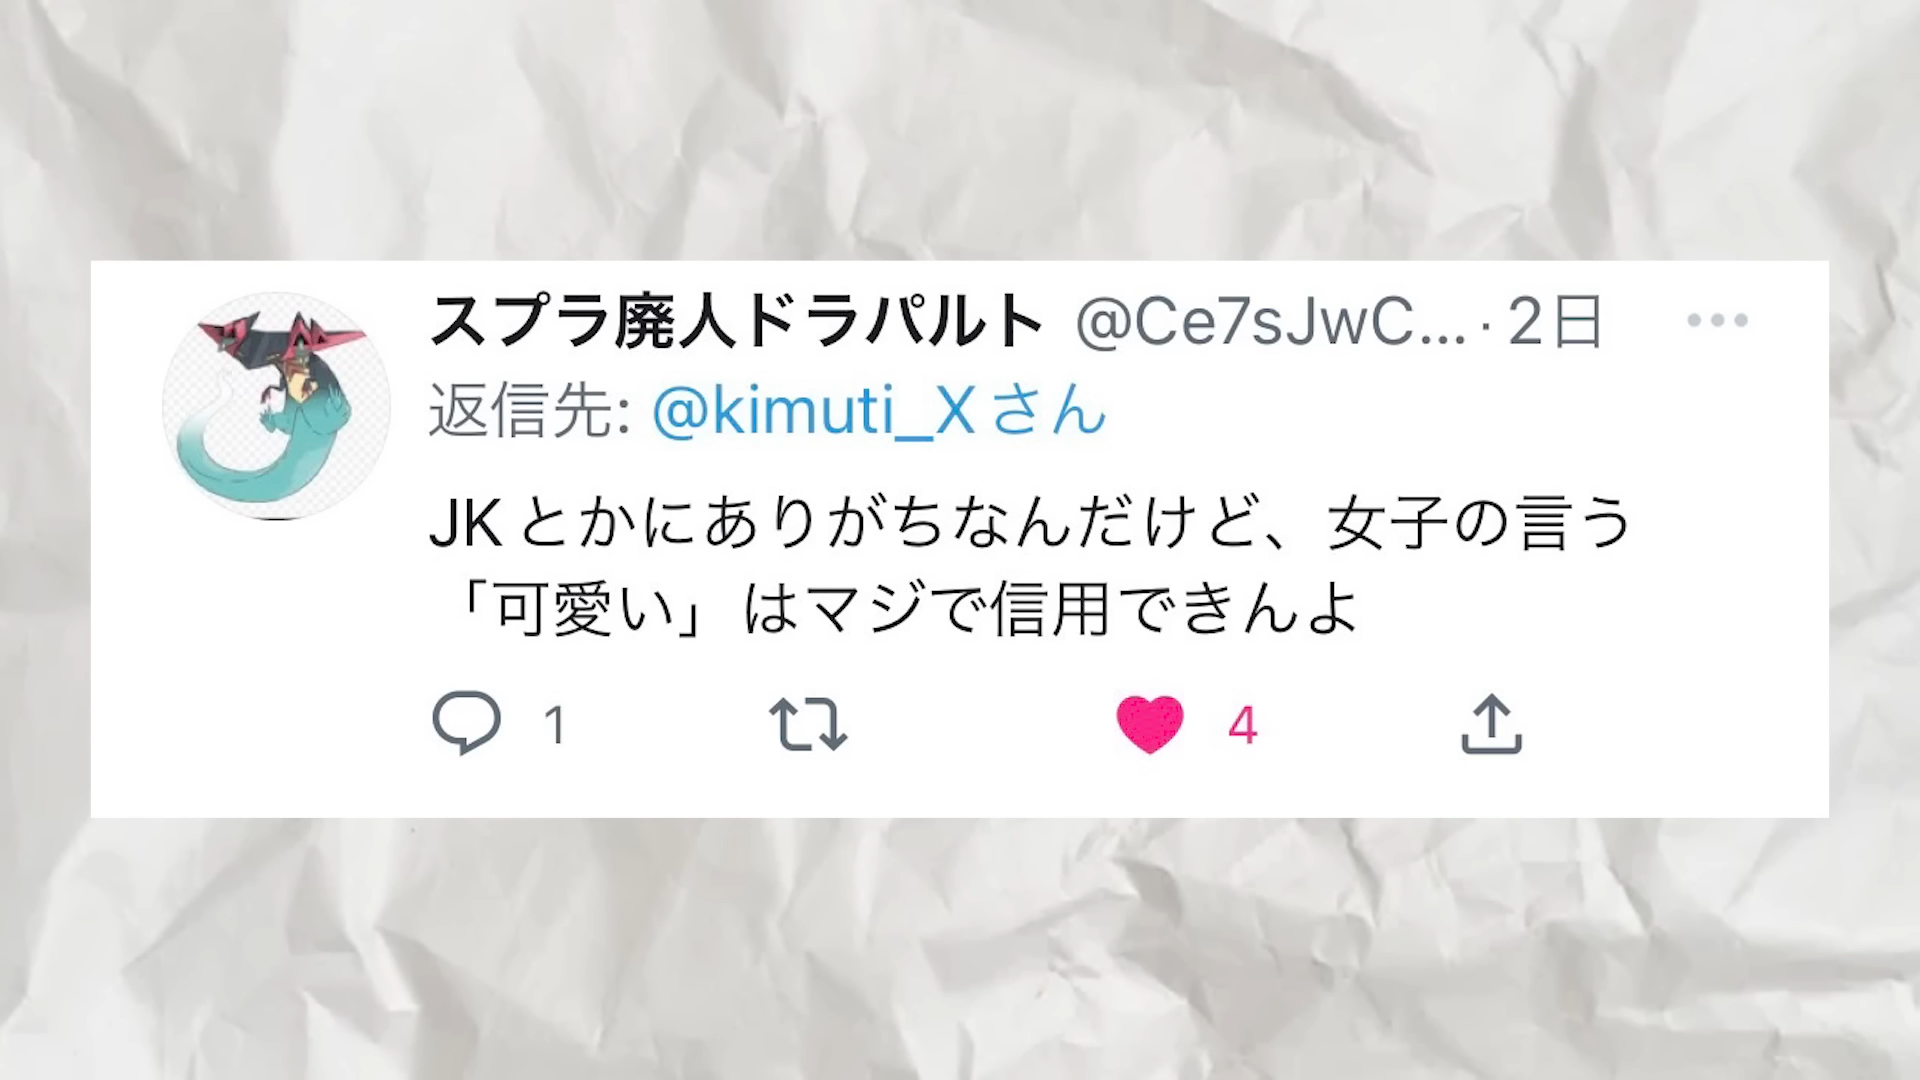 スプラ廃人ドラパルト @Ce7sJwC...・2日
返信先: @kimuti_Xさん
JKとかにありがちなんだけど、女子の言う
「可愛い」はマジで信用できんよ
1 4